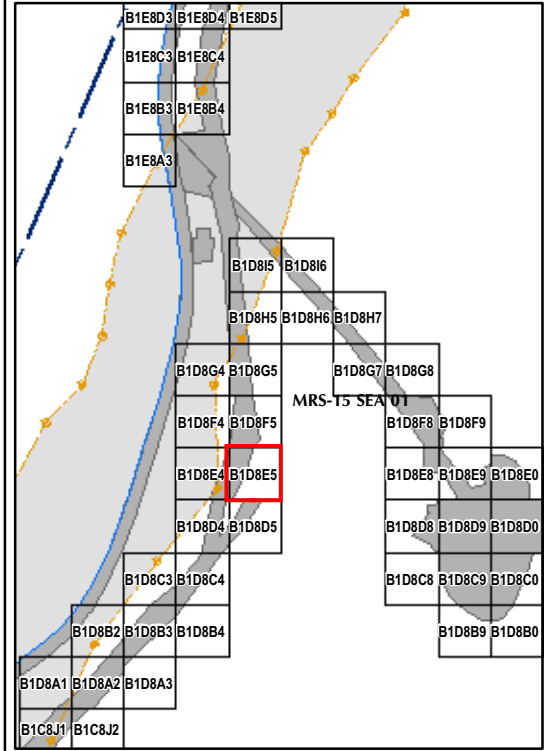 B1E8D3 B1E8D4 B1E8D5
B1E8C3 B1E8C4
B1E8B3 B1E8B4
B1E8A3
B1D8I5 B1D8I6
B1D8H5 B1D8H6 B1D8H7
B1D8G4 B1D8G5 B1D8G7 B1D8G8
MRS-15 SEA 01
B1D8F4 B1D8F5 B1D8F8 B1D8F9
B1D8E4 B1D8E5 B1D8E8 B1D8E9 B1D8E0
B1D8D4 B1D8D5 B1D8D8 B1D8D9 B1D8D0
B1D8C3 B1D8C4 B1D8C8 B1D8C9 B1D8C0
B1D8B2 B1D8B3 B1D8B4 B1D8B9 B1D8B0
B1D8A1 B1D8A2 B1D8A3
B1C8J1 B1C8J2